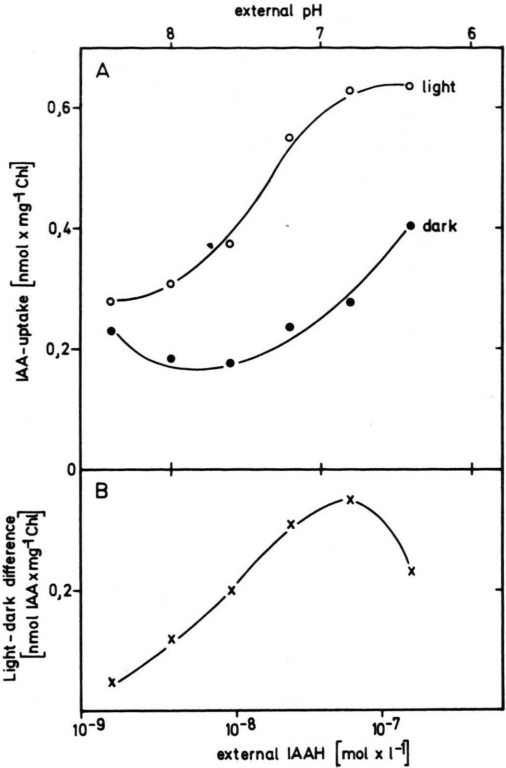 external pH
8 7 6
A
0,6
0,4
0,2
0
IAA-uptake [nmol x mg⁻¹ Chl]
light
dark
B
0,2
Light-dark difference
[nmol IAA x mg⁻¹ Chl]
10⁻⁹ 10⁻⁸ 10⁻⁷
external IAAH [mol x l⁻¹]